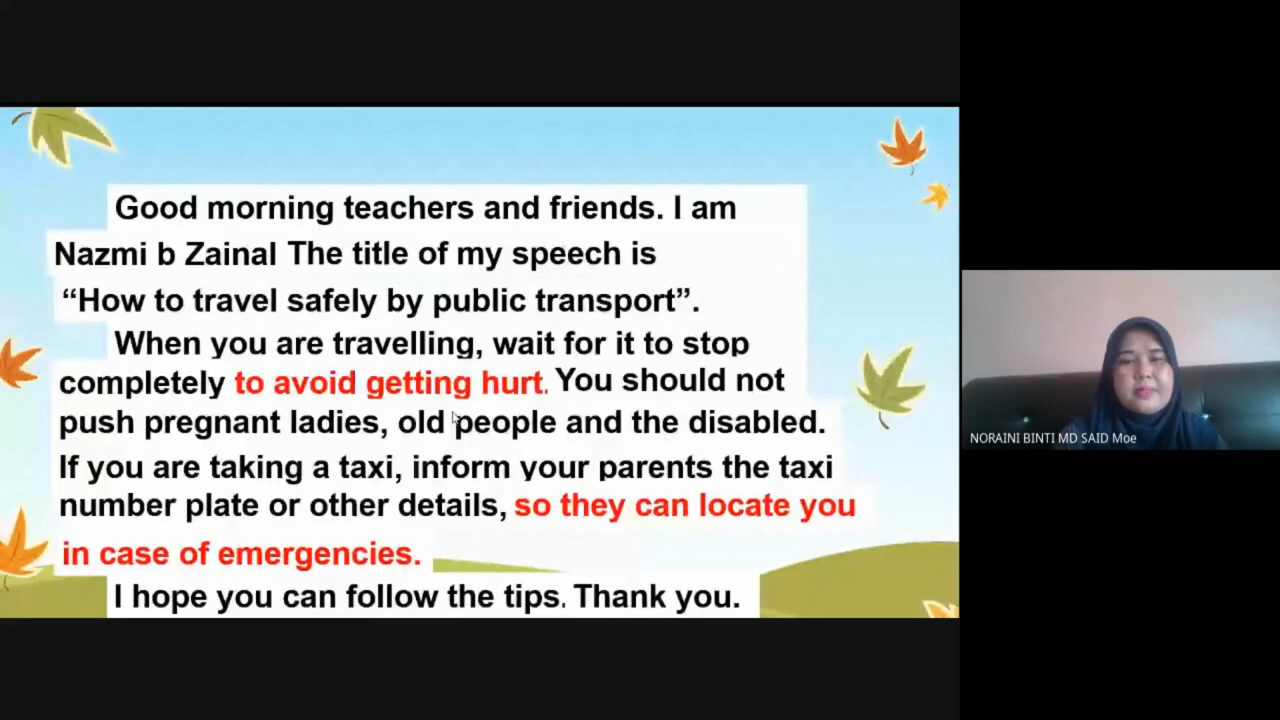 Good morning teachers and friends. I am
Nazmi b Zainal The title of my speech is
“How to travel safely by public transport”.
When you are travelling, wait for it to stop
completely to avoid getting hurt. You should not
push pregnant ladies, old people and the disabled.
If you are taking a taxi, inform your parents the taxi
number plate or other details, so they can locate you
in case of emergencies.
I hope you can follow the tips. Thank you.
NORAINI BINTI MD SAID Moe